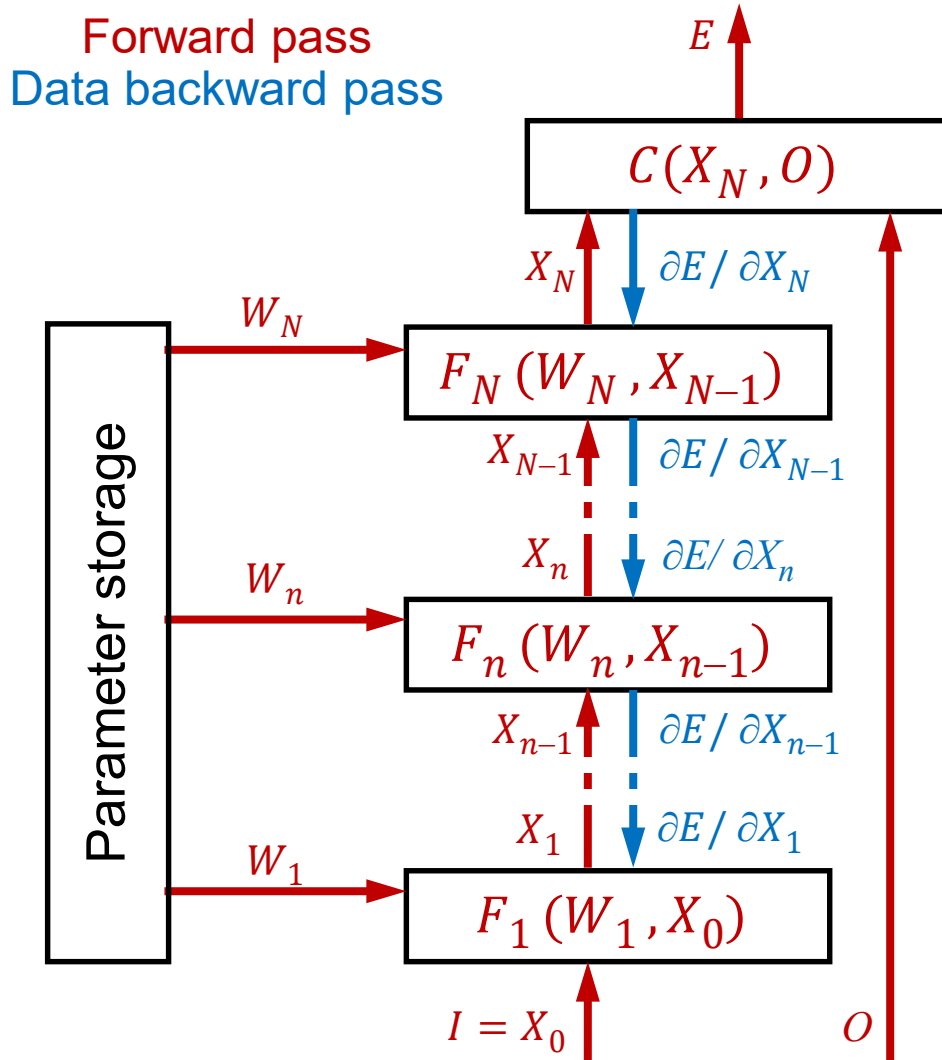 Forward pass
Data backward pass
E
C(X_N, O)
X_N
∂E/ ∂X_N
W_N
F_N (W_N, X_{N−1})
X_{N−1}
∂E/ ∂X_{N−1}
Parameter storage
X_n
∂E/ ∂X_n
W_n
F_n (W_n, X_{n−1})
X_{n−1}
∂E/ ∂X_{n−1}
X_1
∂E/ ∂X_1
W_1
F_1 (W_1, X_0)
I = X_0
O